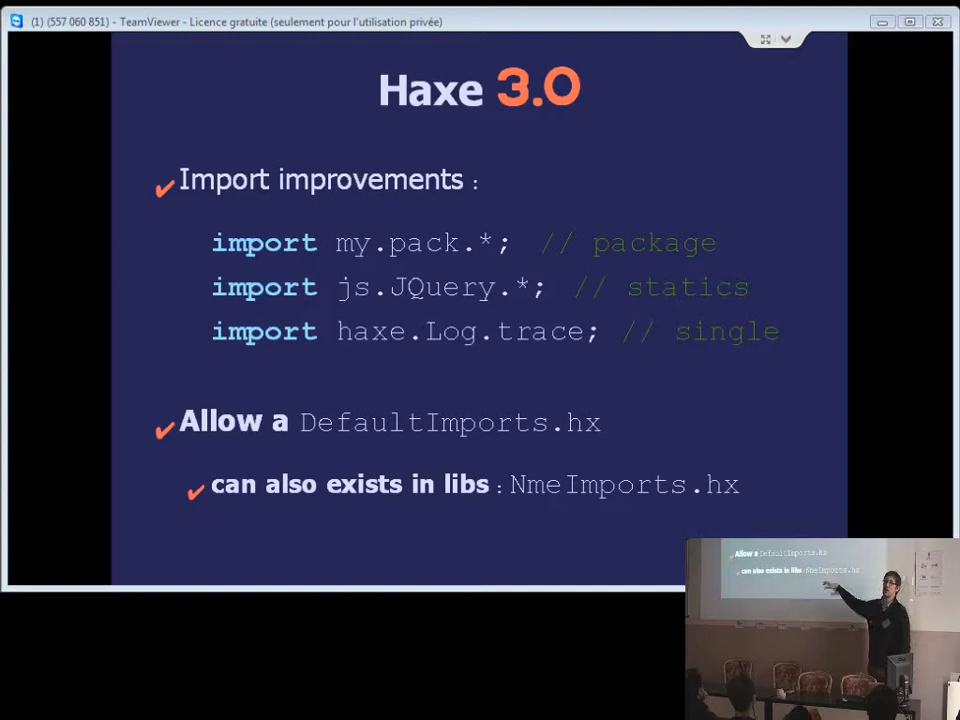 (1) (557 060 851) - TeamViewer - Licence gratuite (seulement pour l'utilisation privée)
Haxe 3.0
Import improvements :
import my.pack.*; // package
import js.JQuery.*; // statics
import haxe.Log.trace; // single
Allow a DefaultImports.hx
can also exists in libs : NmeImports.hx
Allow a DefaultImports.hx
can also exists in libs : NmeImports.hx